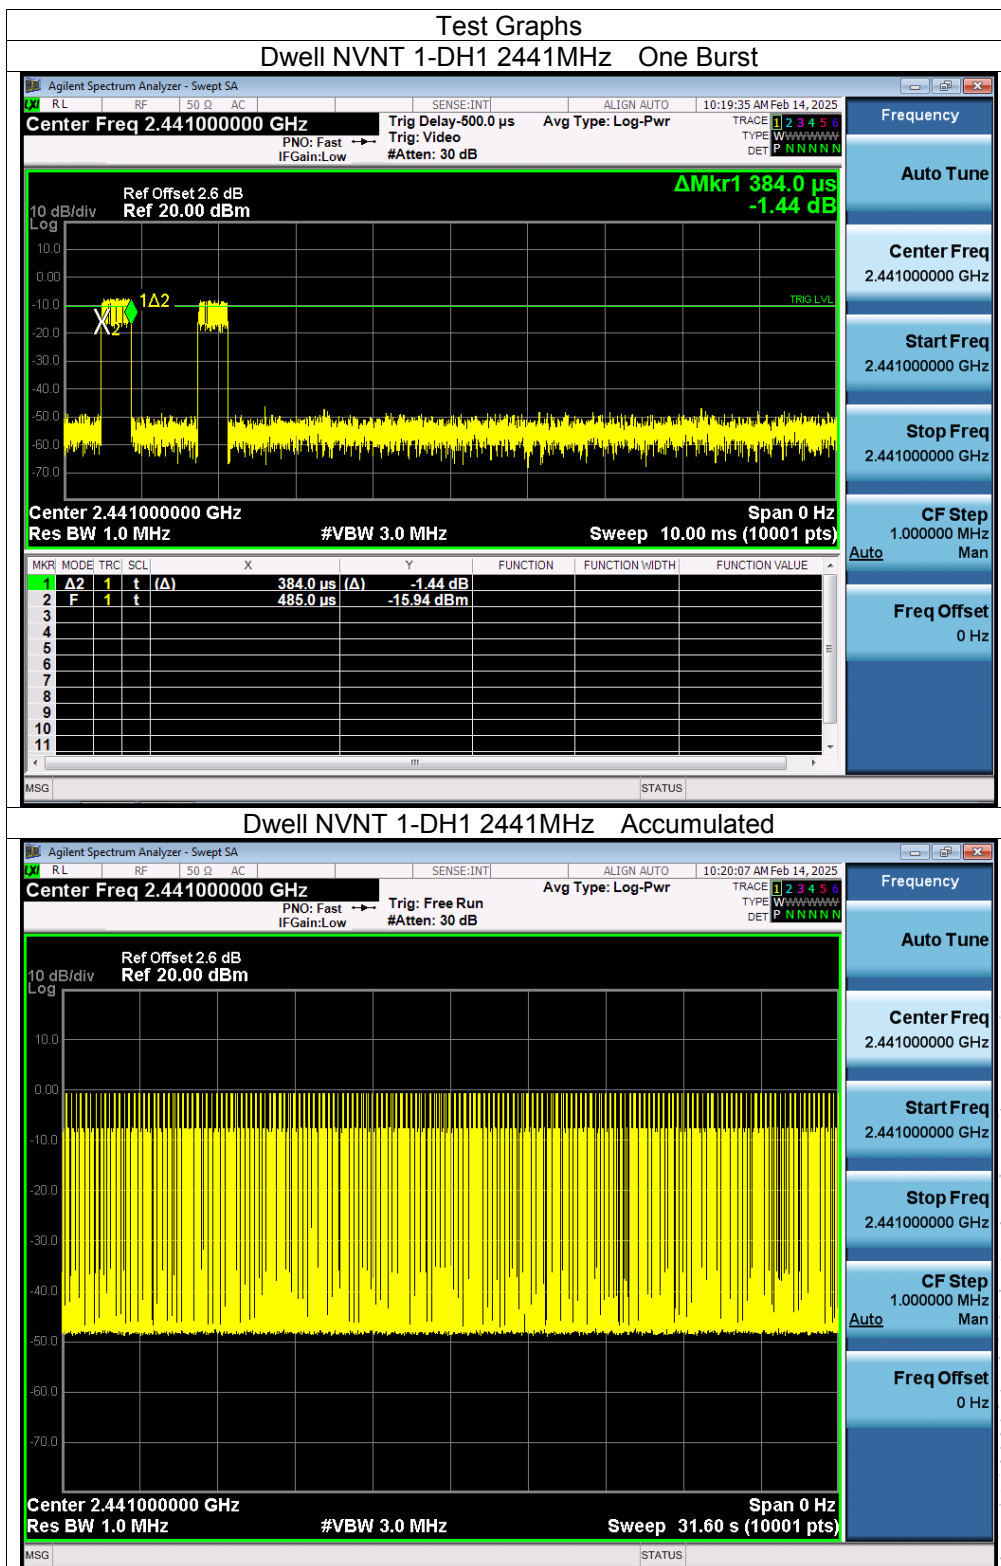 Test Graphs
Dwell NVNT 1-DH1 2441MHz One Burst
Agilent Spectrum Analyzer - Swept SA
LXI RL RF 50 Ω AC SENSE:INT ALIGN AUTO 10:19:35 AM Feb 14, 2025
Center Freq 2.441000000 GHz
PNO: Fast
IFGain:Low
Trig Delay-500.0 µs
Trig: Video
#Atten: 30 dB
Avg Type: Log-Pwr
TRACE 1 2 3 4 5 6
TYPE WWWWWW
DET P N N N N N
ΔMkr1 384.0 µs
-1.44 dB
Ref Offset 2.6 dB
10 dB/div Ref 20.00 dBm
Log
10.0
0.00
-10.0
-20.0
-30.0
-40.0
-50.0
-60.0
-70.0
1Δ2
X2
TRIG LVL
Center 2.441000000 GHz Span 0 Hz
Res BW 1.0 MHz #VBW 3.0 MHz Sweep 10.00 ms (10001 pts)
MKR MODE TRC SCL X Y FUNCTION FUNCTION WIDTH FUNCTION VALUE
1 Δ2 1 t (Δ) 384.0 µs (Δ) -1.44 dB
2 F 1 t 485.0 µs -15.94 dBm
3
4
5
6
7
8
9
10
11
MSG STATUS
Frequency
Auto Tune
Center Freq
2.441000000 GHz
Start Freq
2.441000000 GHz
Stop Freq
2.441000000 GHz
CF Step
1.000000 MHz
Auto Man
Freq Offset
0 Hz
Dwell NVNT 1-DH1 2441MHz Accumulated
Agilent Spectrum Analyzer - Swept SA
LXI RL RF 50 Ω AC SENSE:INT ALIGN AUTO 10:20:07 AM Feb 14, 2025
Center Freq 2.441000000 GHz
PNO: Fast
IFGain:Low
Trig: Free Run
#Atten: 30 dB
Avg Type: Log-Pwr
TRACE 1 2 3 4 5 6
TYPE WWWWWW
DET P N N N N N
Ref Offset 2.6 dB
10 dB/div Ref 20.00 dBm
Log
10.0
0.00
-10.0
-20.0
-30.0
-40.0
-50.0
-60.0
-70.0
Center 2.441000000 GHz Span 0 Hz
Res BW 1.0 MHz #VBW 3.0 MHz Sweep 31.60 s (10001 pts)
MSG STATUS
Frequency
Auto Tune
Center Freq
2.441000000 GHz
Start Freq
2.441000000 GHz
Stop Freq
2.441000000 GHz
CF Step
1.000000 MHz
Auto Man
Freq Offset
0 Hz